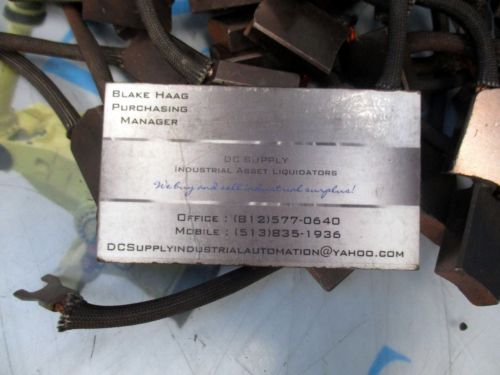 Blake Haag
Purchasing
Manager
DC Supply
Industrial Asset Liquidators
We buy and sell industrial surplus!
Office : (812)577-0640
Mobile : (513)835-1936
DCSupplyindustrialautomation@yahoo.com